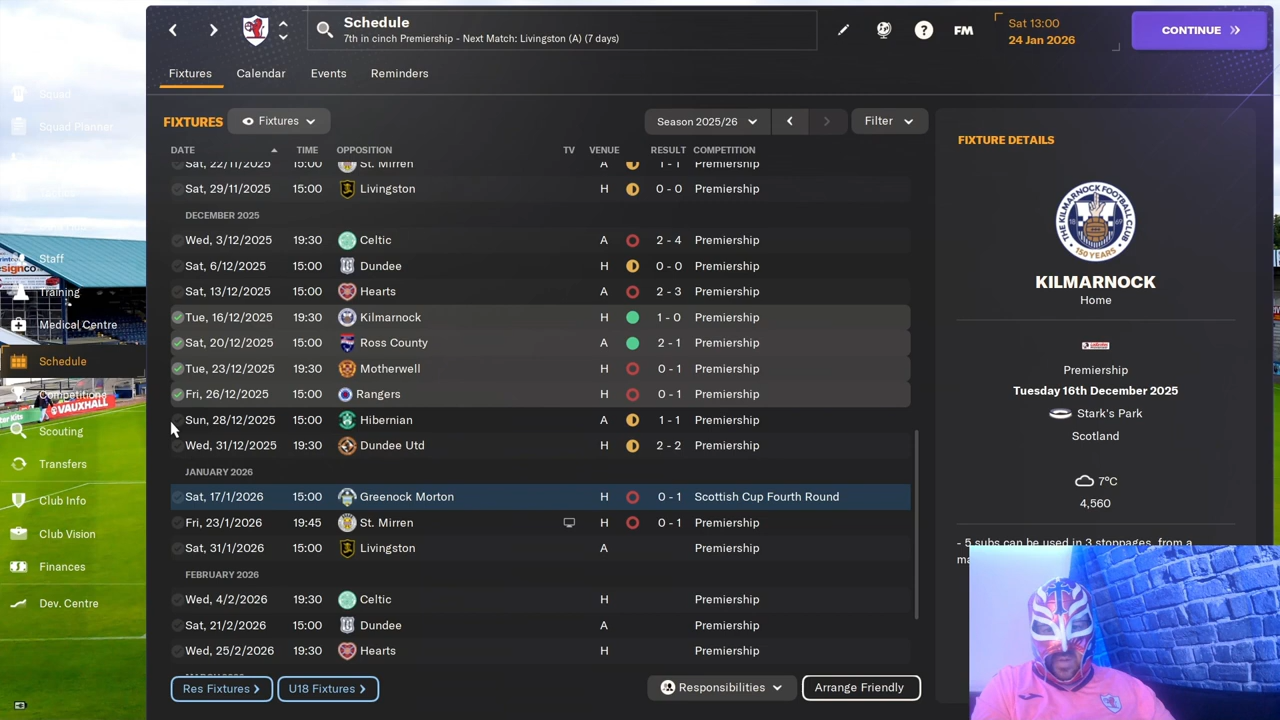 Schedule
7th in cinch Premiership - Next Match: Livingston (A) (7 days)
FM
Sat 13:00
24 Jan 2026
CONTINUE
Fixtures
Calendar
Events
Reminders
Squad
Squad Planner
Staff
Training
Medical Centre
Schedule
Competitions
Scouting
Transfers
Club Info
Club Vision
Finances
Dev. Centre
VAUXHALL
FIXTURES
Fixtures
Season 2025/26
Filter
DATE TIME OPPOSITION TV VENUE RESULT COMPETITION
Sat, 22/11/2025 15:00 St. Mirren A 1 - 1 Premiership
Sat, 29/11/2025 15:00 Livingston H 0 - 0 Premiership
DECEMBER 2025
Wed, 3/12/2025 19:30 Celtic A 2 - 4 Premiership
Sat, 6/12/2025 15:00 Dundee H 0 - 0 Premiership
Sat, 13/12/2025 15:00 Hearts A 2 - 3 Premiership
Tue, 16/12/2025 19:30 Kilmarnock H 1 - 0 Premiership
Sat, 20/12/2025 15:00 Ross County A 2 - 1 Premiership
Tue, 23/12/2025 19:30 Motherwell H 0 - 1 Premiership
Fri, 26/12/2025 15:00 Rangers H 0 - 1 Premiership
Sun, 28/12/2025 15:00 Hibernian A 1 - 1 Premiership
Wed, 31/12/2025 19:30 Dundee Utd H 2 - 2 Premiership
JANUARY 2026
Sat, 17/1/2026 15:00 Greenock Morton H 0 - 1 Scottish Cup Fourth Round
Fri, 23/1/2026 19:45 St. Mirren H 0 - 1 Premiership
Sat, 31/1/2026 15:00 Livingston A Premiership
FEBRUARY 2026
Wed, 4/2/2026 19:30 Celtic H Premiership
Sat, 21/2/2026 15:00 Dundee A Premiership
Wed, 25/2/2026 19:30 Hearts H Premiership
Res Fixtures
U18 Fixtures
Responsibilities
Arrange Friendly
FIXTURE DETAILS
THE KILMARNOCK FOOTBALL CLUB
150 YEARS
KILMARNOCK
Home
Premiership
Tuesday 16th December 2025
Stark's Park
Scotland
7°C
4,560
- 5 subs can be used in 3 stoppages, from a